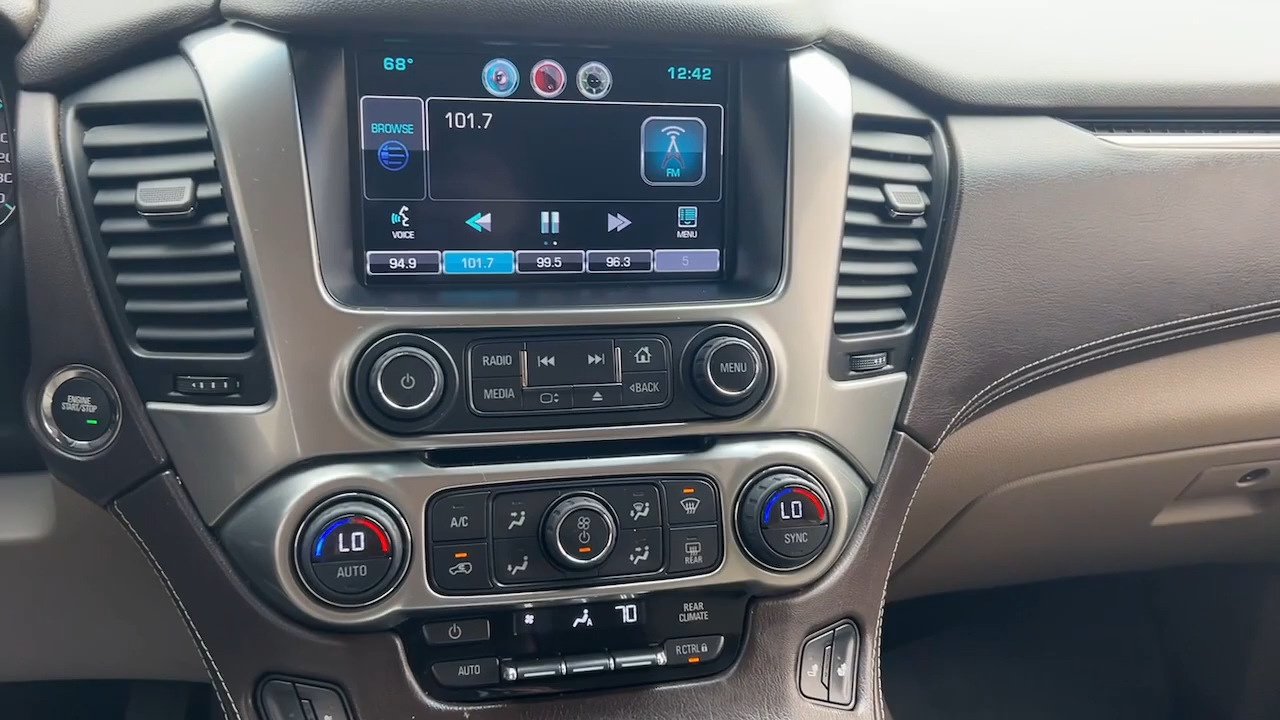 68°
12:42
BROWSE
101.7
FM
VOICE
MENU
94.9
101.7
99.5
96.3
5
RADIO
MEDIA
BACK
MENU
ENGINE
START/STOP
LO
AUTO
A/C
REAR
LO
SYNC
A
70
REAR
CLIMATE
AUTO
R CTRL